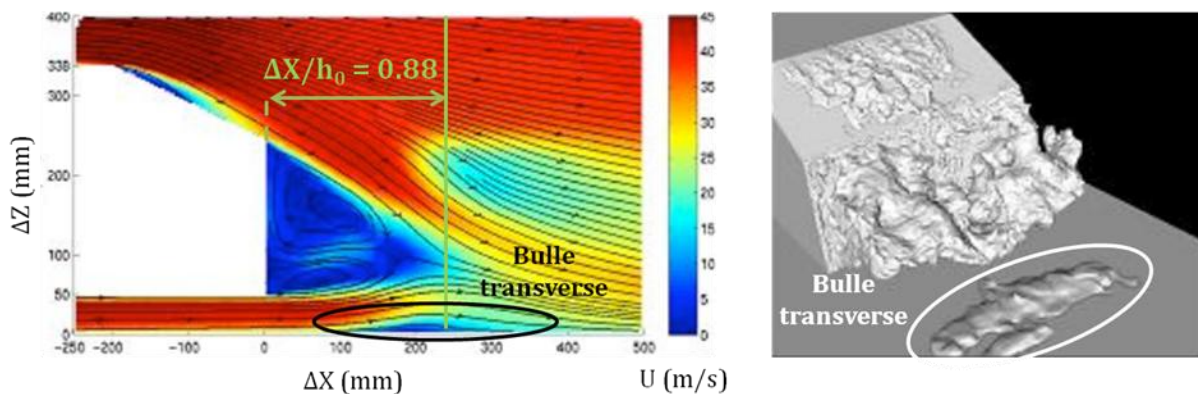 ΔX/h₀ = 0.88
Bulle
transverse
400
338
300
200
100
50
0
ΔZ (mm)
-250 -200 -100 0 100 200 300 400 500
ΔX (mm)
45
40
35
30
25
20
15
10
5
0
U (m/s)
Bulle
transverse